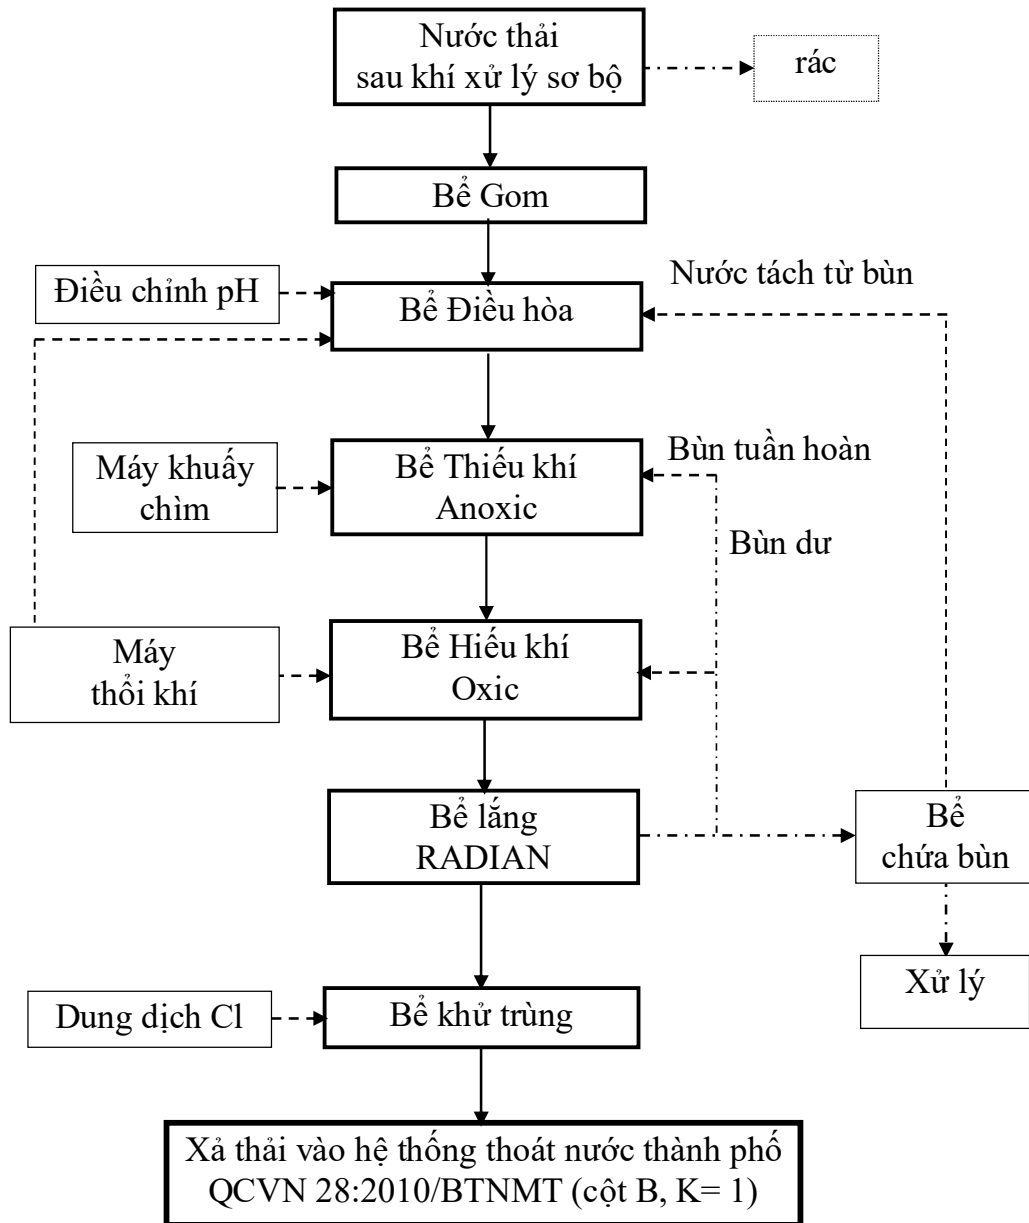 Nước thải
sau khí xử lý sơ bộ
rác
Bể Gom
Điều chỉnh pH
Bể Điều hòa
Nước tách từ bùn
Máy khuấy
chìm
Bể Thiếu khí
Anoxic
Bùn tuần hoàn
Bùn dư
Máy
thổi khí
Bể Hiếu khí
Oxic
Bể lắng
RADIAN
Bể
chứa bùn
Xử lý
Dung dịch Cl
Bể khử trùng
Xả thải vào hệ thống thoát nước thành phố
QCVN 28:2010/BTNMT (cột B, K= 1)